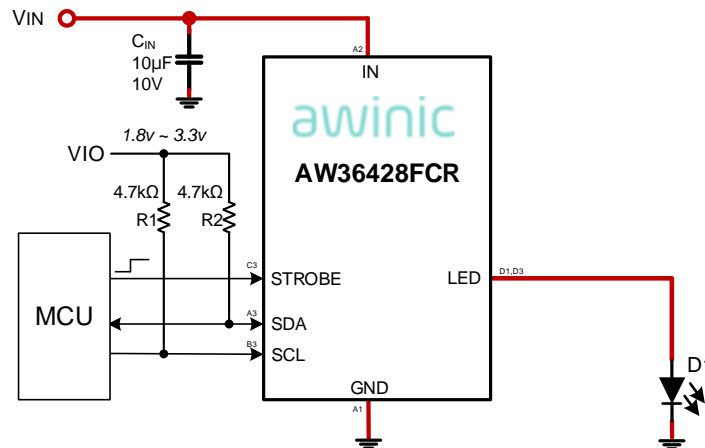 VIN
CIN
10µF
10V
A2
IN
awinic
AW36428FCR
1.8v ~ 3.3v
VIO
4.7kΩ
4.7kΩ
R1
R2
MCU
C3
STROBE
A3
SDA
B3
SCL
LED
D1,D3
GND
A1